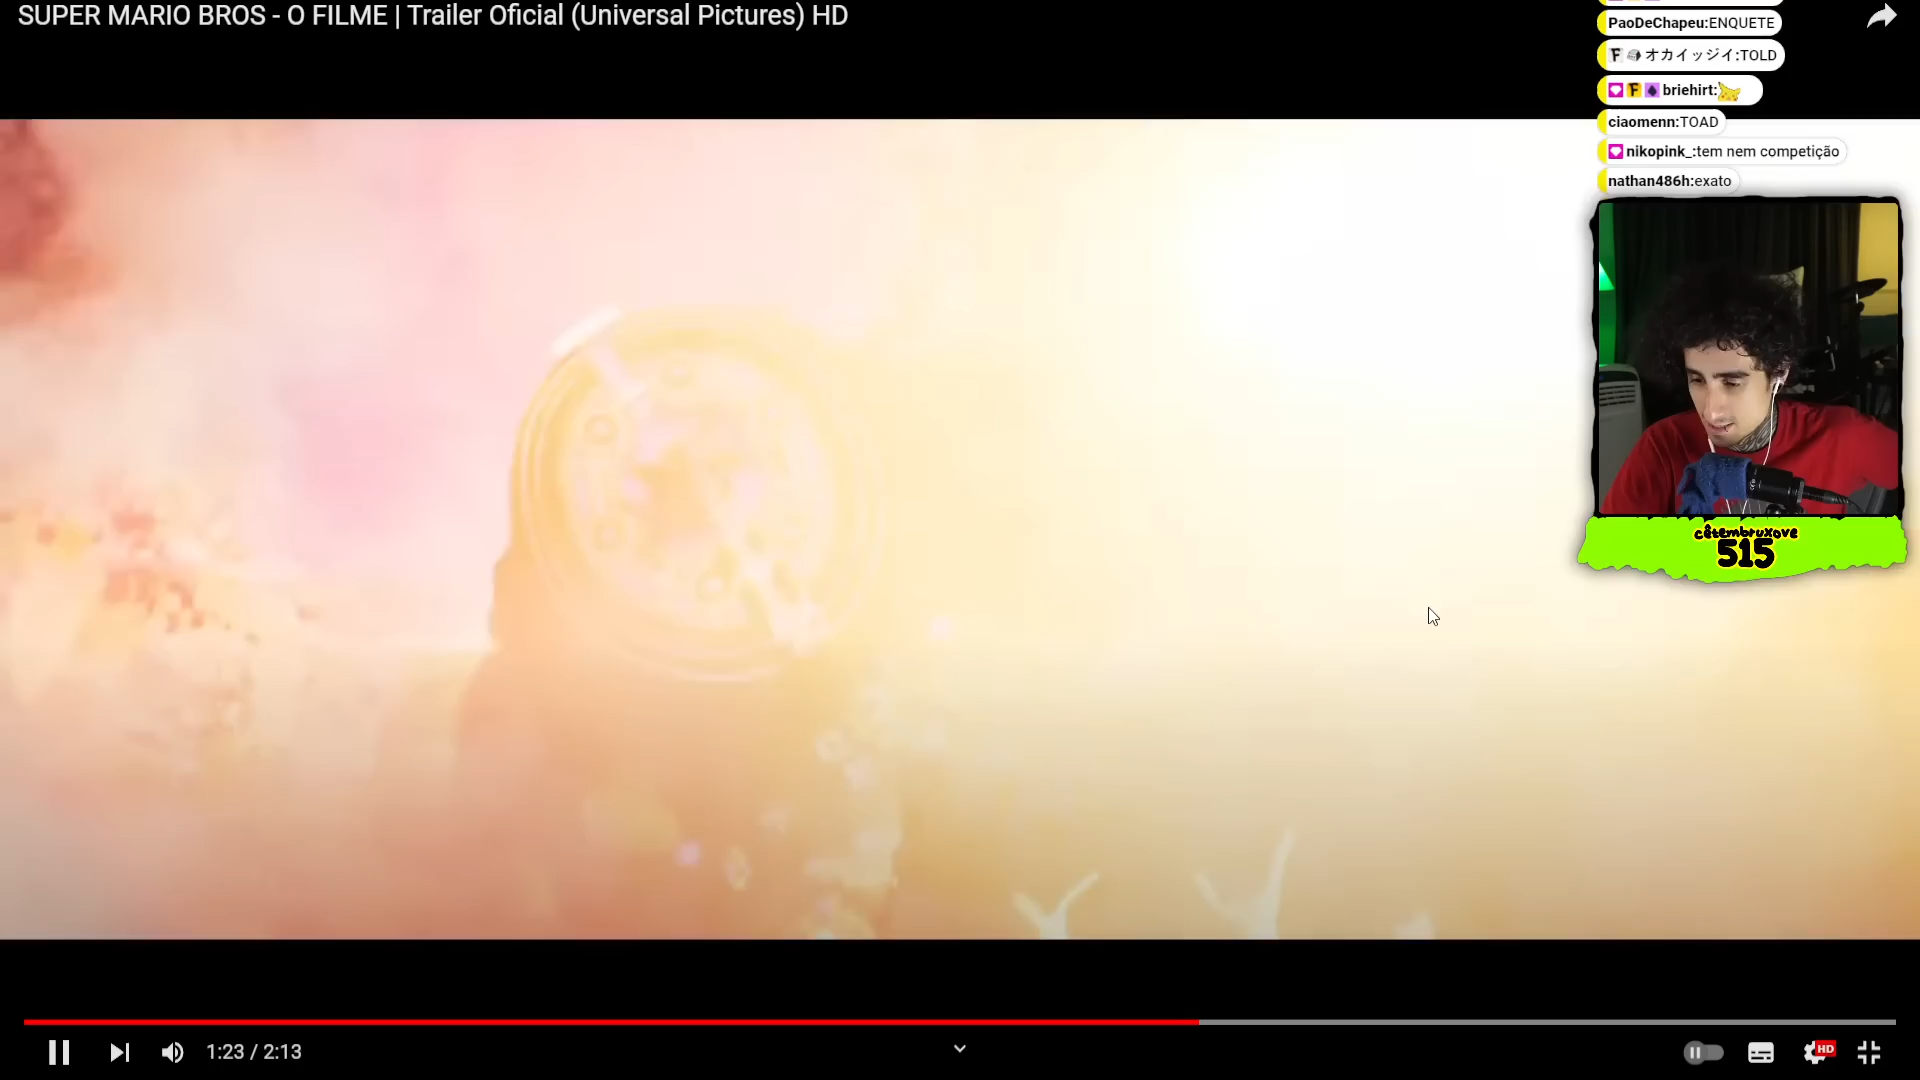 SUPER MARIO BROS - O FILME | Trailer Oficial (Universal Pictures) HD
PaoDeChapeu:ENQUETE
F オカイッジイ:TOLD
F briehirt:
ciaomenn:TOAD
nikopink_:tem nem competição
nathan486h:exato
cêtembruxove
515
1:23 / 2:13
HD